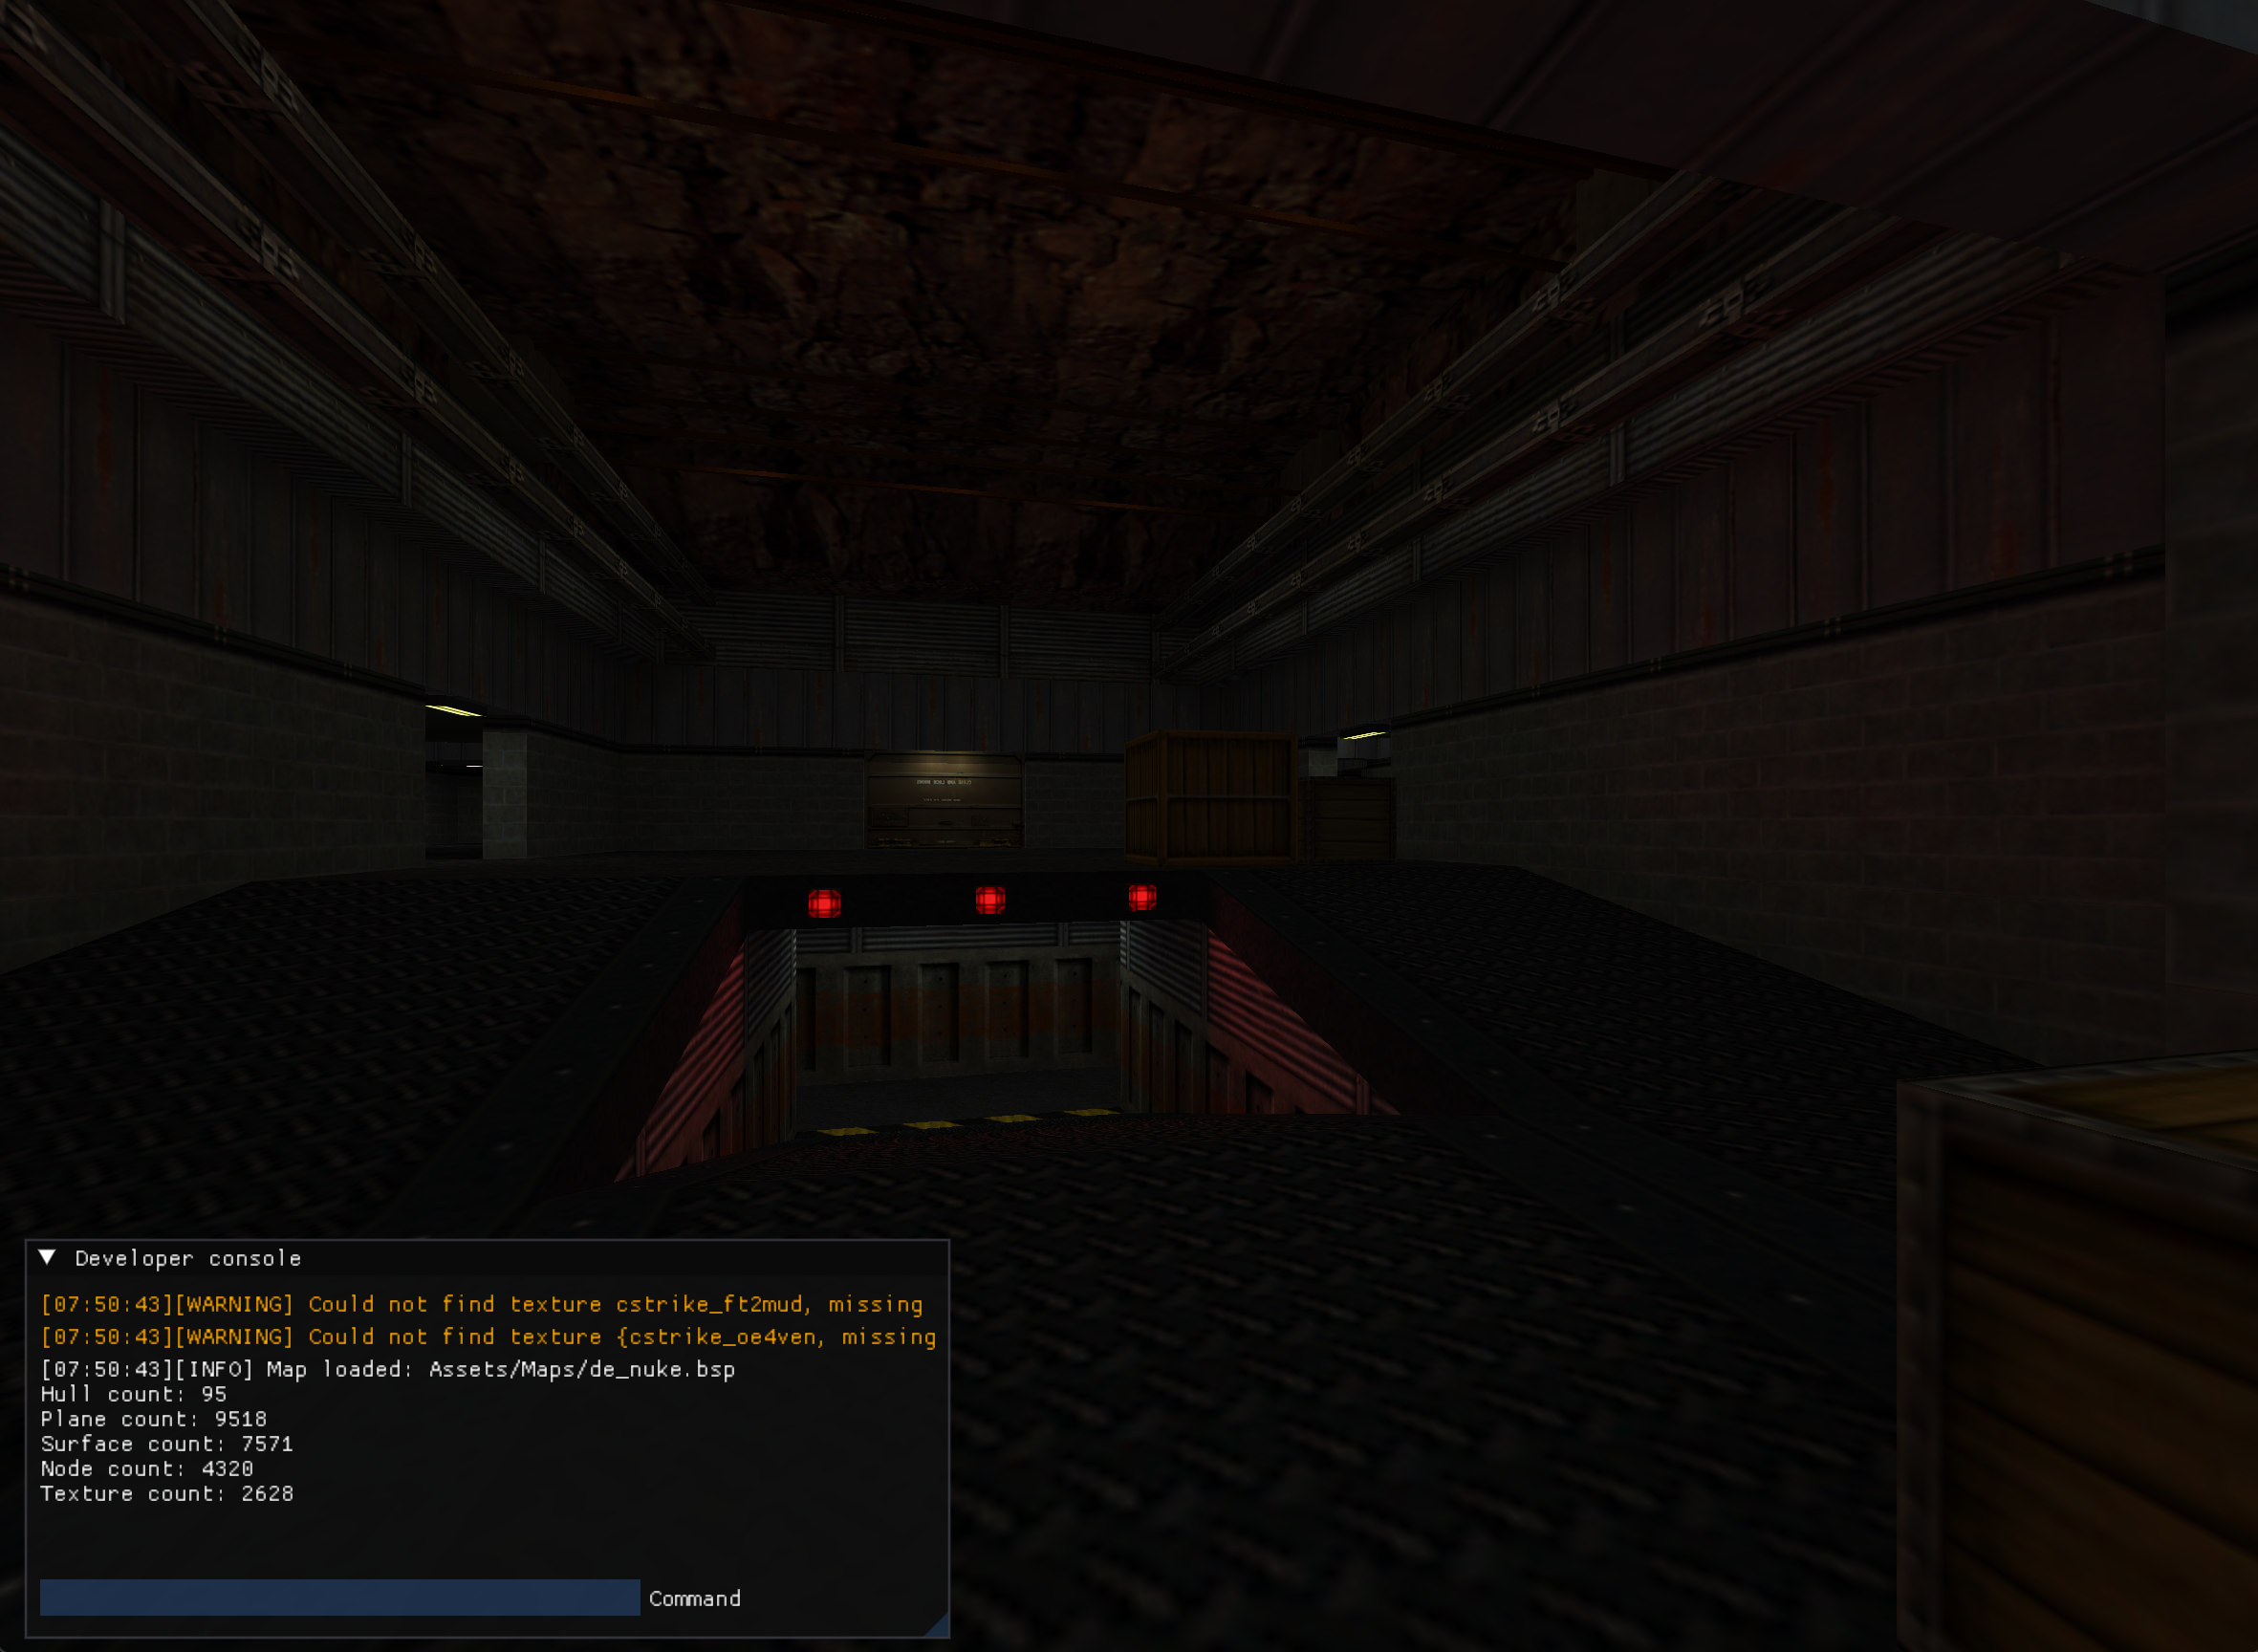 Developer console
[07:50:43][WARNING] Could not find texture cstrike_ft2mud, missing
[07:50:43][WARNING] Could not find texture {cstrike_oe4ven, missing
[07:50:43][INFO] Map loaded: Assets/Maps/de_nuke.bsp
Hull count: 95
Plane count: 9518
Surface count: 7571
Node count: 4320
Texture count: 2628
Command